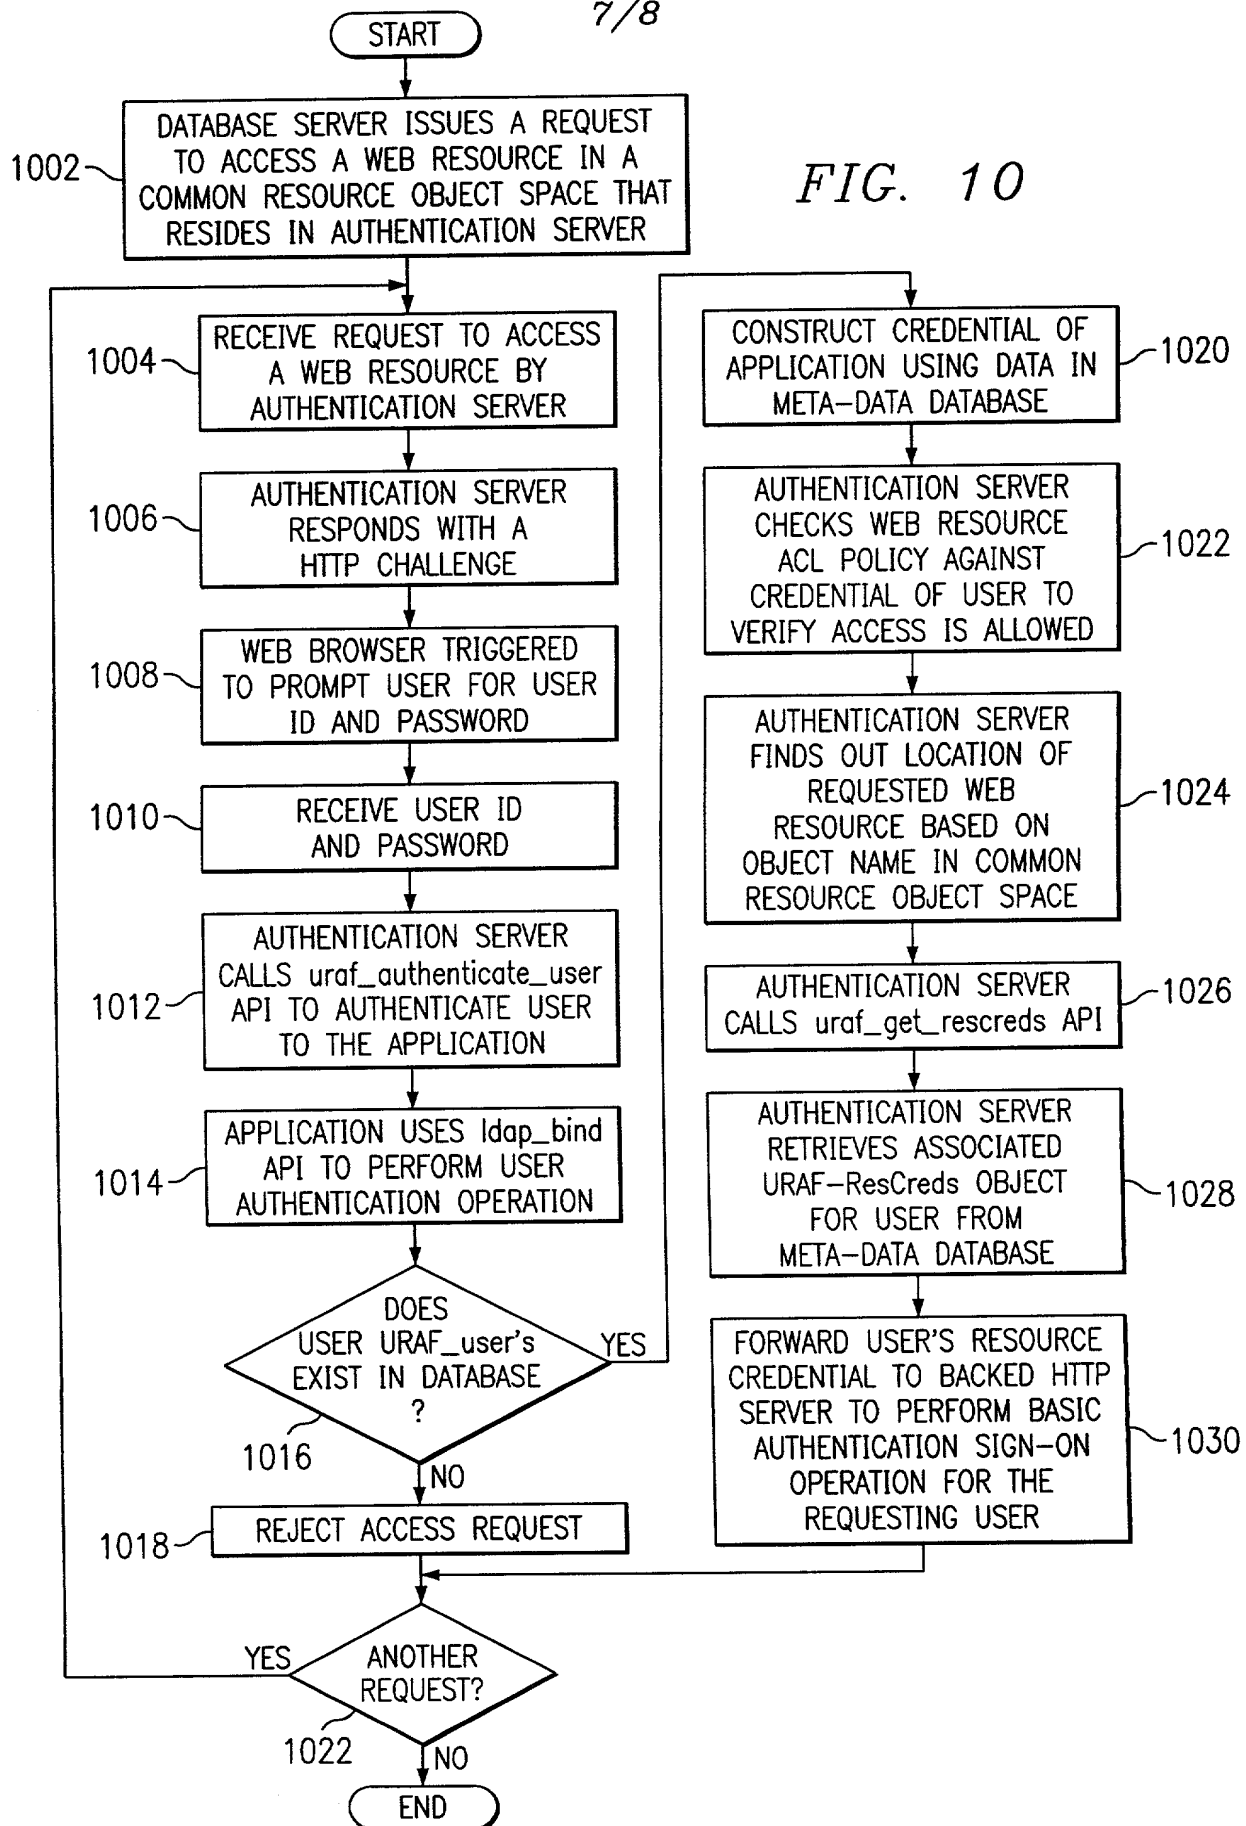 7/8
START
DATABASE SERVER ISSUES A REQUEST
TO ACCESS A WEB RESOURCE IN A
COMMON RESOURCE OBJECT SPACE THAT
RESIDES IN AUTHENTICATION SERVER
1002
FIG. 10
RECEIVE REQUEST TO ACCESS
A WEB RESOURCE BY
AUTHENTICATION SERVER
1004
AUTHENTICATION SERVER
RESPONDS WITH A
HTTP CHALLENGE
1006
WEB BROWSER TRIGGERED
TO PROMPT USER FOR USER
ID AND PASSWORD
1008
RECEIVE USER ID
AND PASSWORD
1010
AUTHENTICATION SERVER
CALLS uraf_authenticate_user
API TO AUTHENTICATE USER
TO THE APPLICATION
1012
APPLICATION USES ldap_bind
API TO PERFORM USER
AUTHENTICATION OPERATION
1014
DOES
USER URAF_user's
EXIST IN DATABASE
?
YES
1016
NO
REJECT ACCESS REQUEST
1018
YES
ANOTHER
REQUEST?
1022
NO
END
CONSTRUCT CREDENTIAL OF
APPLICATION USING DATA IN
META-DATA DATABASE
1020
AUTHENTICATION SERVER
CHECKS WEB RESOURCE
ACL POLICY AGAINST
CREDENTIAL OF USER TO
VERIFY ACCESS IS ALLOWED
1022
AUTHENTICATION SERVER
FINDS OUT LOCATION OF
REQUESTED WEB
RESOURCE BASED ON
OBJECT NAME IN COMMON
RESOURCE OBJECT SPACE
1024
AUTHENTICATION SERVER
CALLS uraf_get_rescreds API
1026
AUTHENTICATION SERVER
RETRIEVES ASSOCIATED
URAF-ResCreds OBJECT
FOR USER FROM
META-DATA DATABASE
1028
FORWARD USER'S RESOURCE
CREDENTIAL TO BACKED HTTP
SERVER TO PERFORM BASIC
AUTHENTICATION SIGN-ON
OPERATION FOR THE
REQUESTING USER
1030